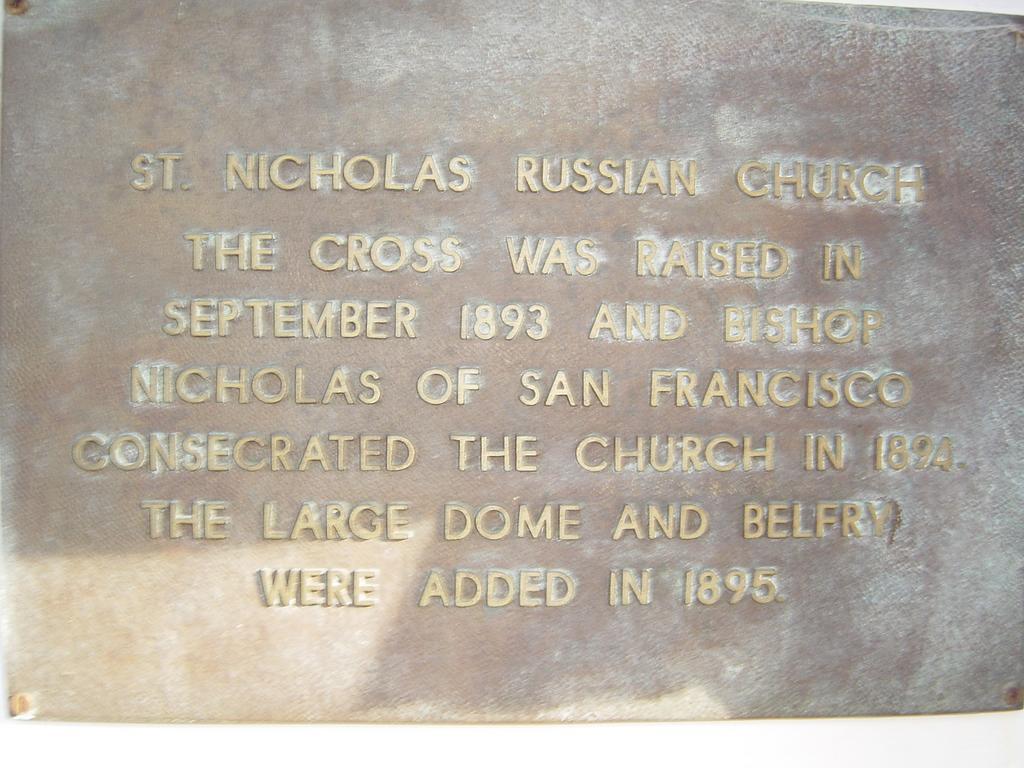 ST. NICHOLAS RUSSIAN CHURCH
THE CROSS WAS RAISED IN
SEPTEMBER 1893 AND BISHOP
NICHOLAS OF SAN FRANCISCO
CONSECRATED THE CHURCH IN 1894.
THE LARGE DOME AND BELFRY
WERE ADDED IN 1895.